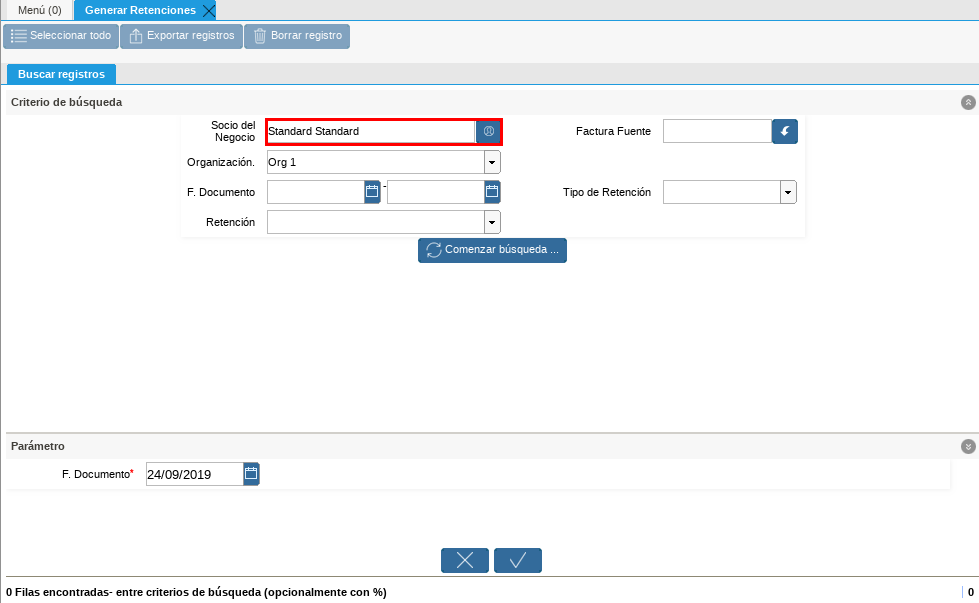 Menú (0) Generar Retenciones
Seleccionar todo Exportar registros Borrar registro
Buscar registros
Criterio de búsqueda
Socio del Negocio Standard Standard Factura Fuente
Organización. Org 1
F. Documento - Tipo de Retención
Retención
Comenzar búsqueda ...
Parámetro
F. Documento* 24/09/2019
0 Filas encontradas- entre criterios de búsqueda (opcionalmente con %) 0